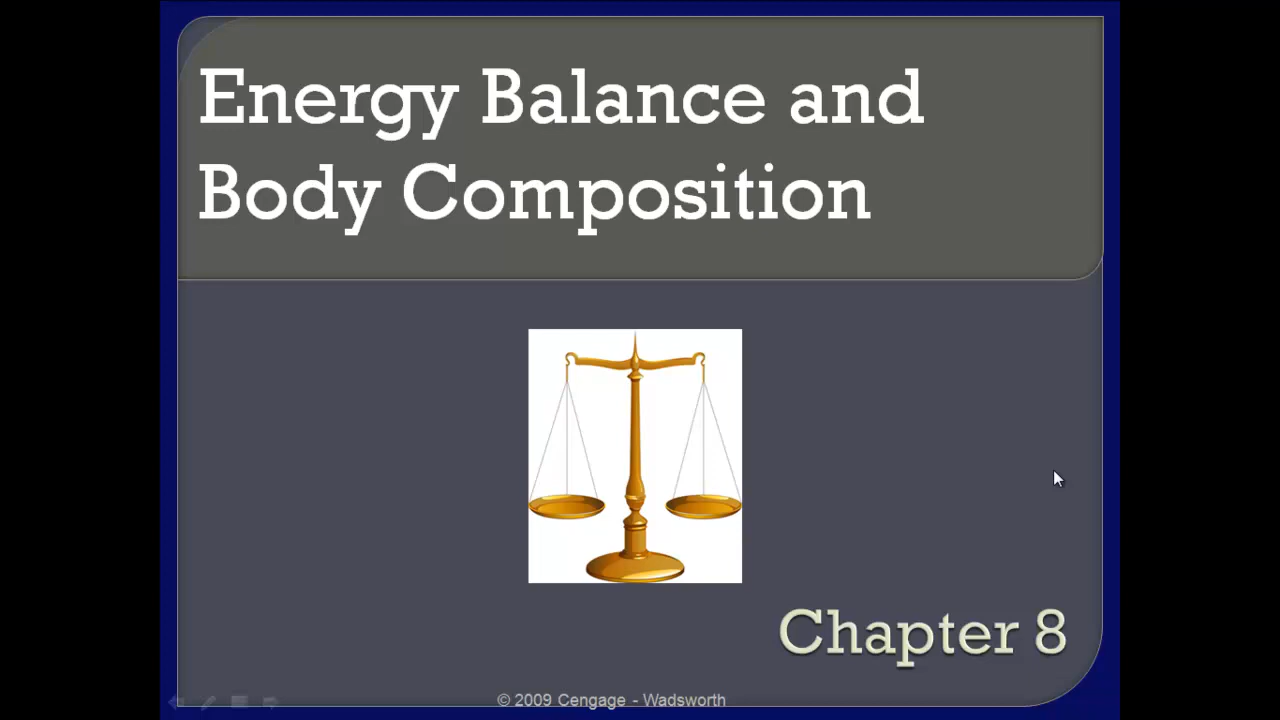 Energy Balance and
Body Composition
Chapter 8
© 2009 Cengage - Wadsworth